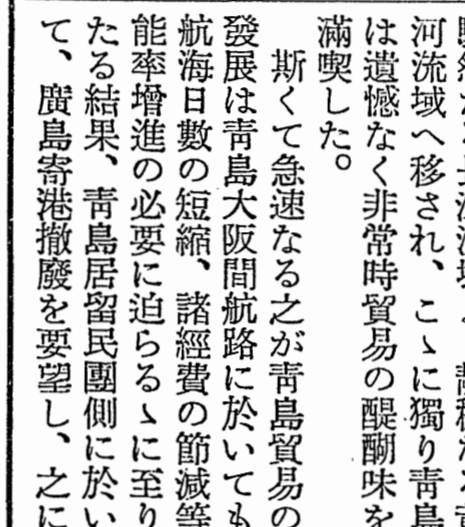 河流域へ移され、こゝに獨り靑島
は遺憾なく非常時貿易の醍醐味を
滿喫した。
斯くて急速なる之が靑島貿易の
發展は靑島大阪間航路に於いても
航海日數の短縮、諸經費の節減等
能率增進の必要に迫らるゝに至り
たる結果、靑島居留民團側に於い
て、廣島寄港撤廢を要望し、之に